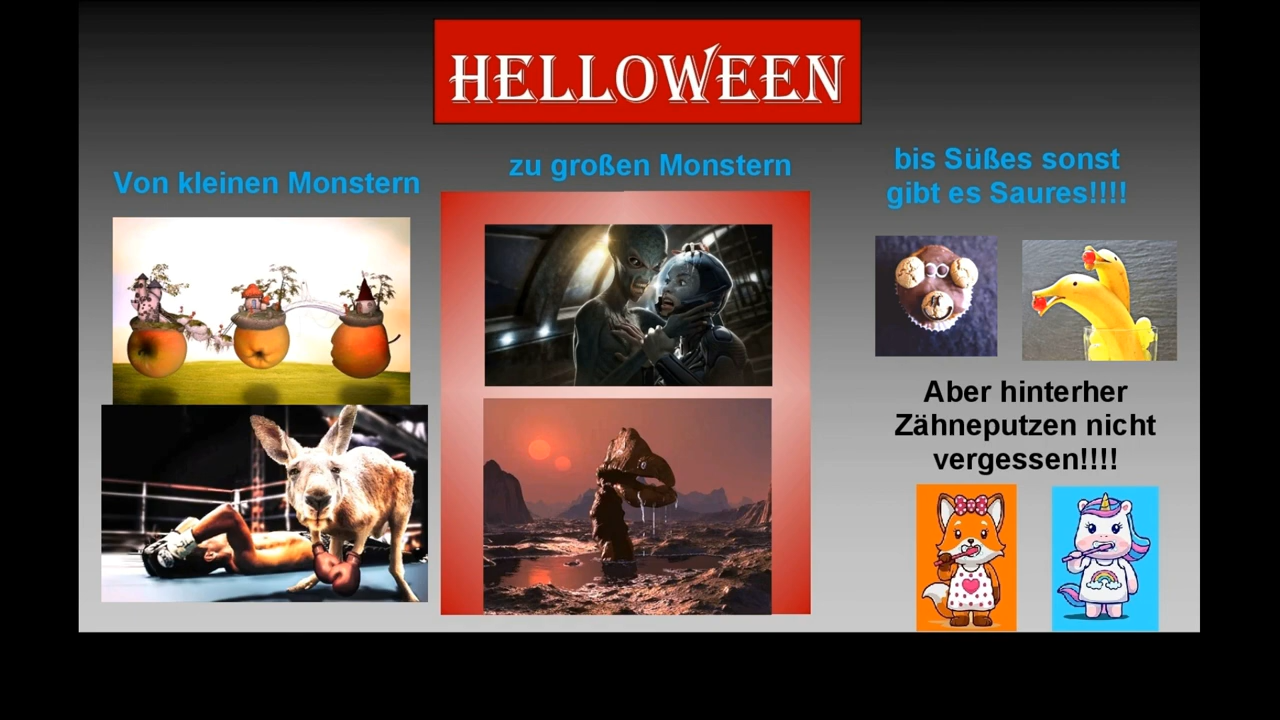 HELLOWEEN
Von kleinen Monstern
zu großen Monstern
bis Süßes sonst
gibt es Saures!!!!
Aber hinterher
Zähneputzen nicht
vergessen!!!!